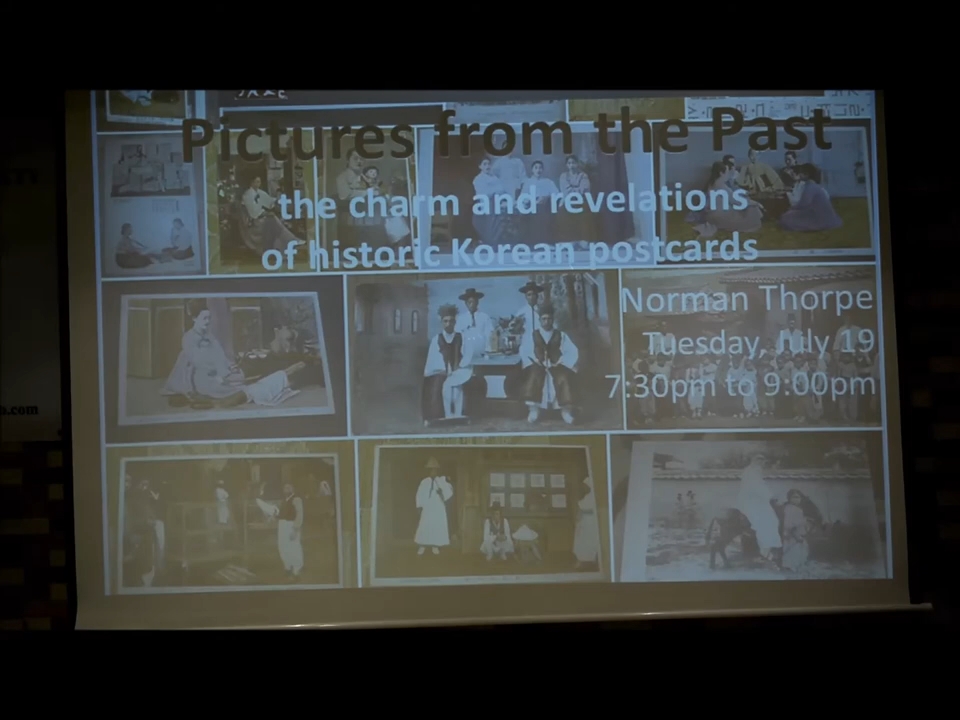 Pictures from the Past
the charm and revelations
of historic Korean postcards
Norman Thorpe
Tuesday, July 19
7:30pm to 9:00pm
.com